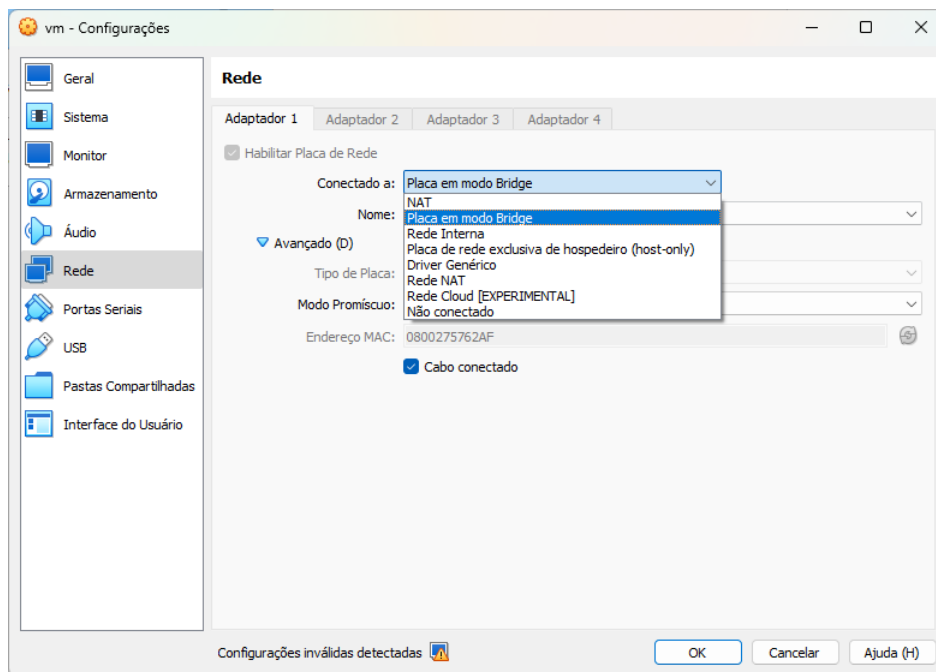 vm - Configurações
Geral
Sistema
Monitor
Armazenamento
Áudio
Rede
Portas Seriais
USB
Pastas Compartilhadas
Interface do Usuário
Rede
Adaptador 1 Adaptador 2 Adaptador 3 Adaptador 4
Habilitar Placa de Rede
Conectado a: Placa em modo Bridge
NAT
Nome: Placa em modo Bridge
Rede Interna
Avançado (D) Placa de rede exclusiva de hospedeiro (host-only)
Driver Genérico
Tipo de Placa: Rede NAT
Rede Cloud [EXPERIMENTAL]
Modo Promíscuo: Não conectado
Endereço MAC: 0800275762AF
Cabo conectado
Configurações inválidas detectadas OK Cancelar Ajuda (H)